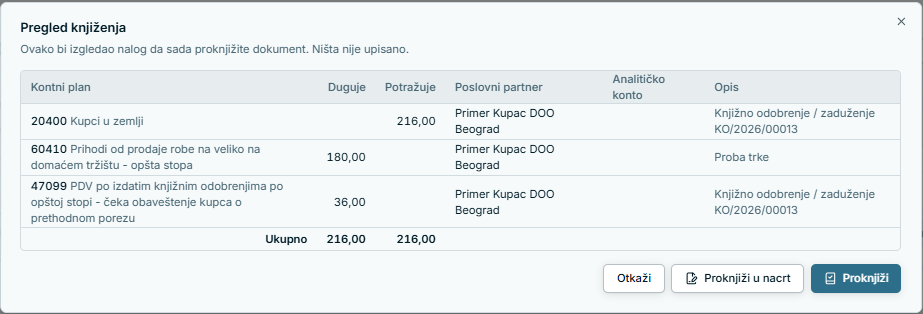 Pregled knjiženja
Ovako bi izgledao nalog da sada proknjižite dokument. Ništa nije upisano.
Kontni plan Duguje Potražuje Poslovni partner Analitičko konto Opis
20400 Kupci u zemlji 216,00 Primer Kupac DOO Beograd Knjižno odobrenje / zaduženje KO/2026/00013
60410 Prihodi od prodaje robe na veliko na domaćem tržištu - opšta stopa 180,00 Primer Kupac DOO Beograd Proba trke
47099 PDV po izdatim knjižnim odobrenjima po opštoj stopi - čeka obaveštenje kupca o prethodnom porezu 36,00 Primer Kupac DOO Beograd Knjižno odobrenje / zaduženje KO/2026/00013
Ukupno 216,00 216,00
Otkaži Proknjiži u nacrt Proknjiži